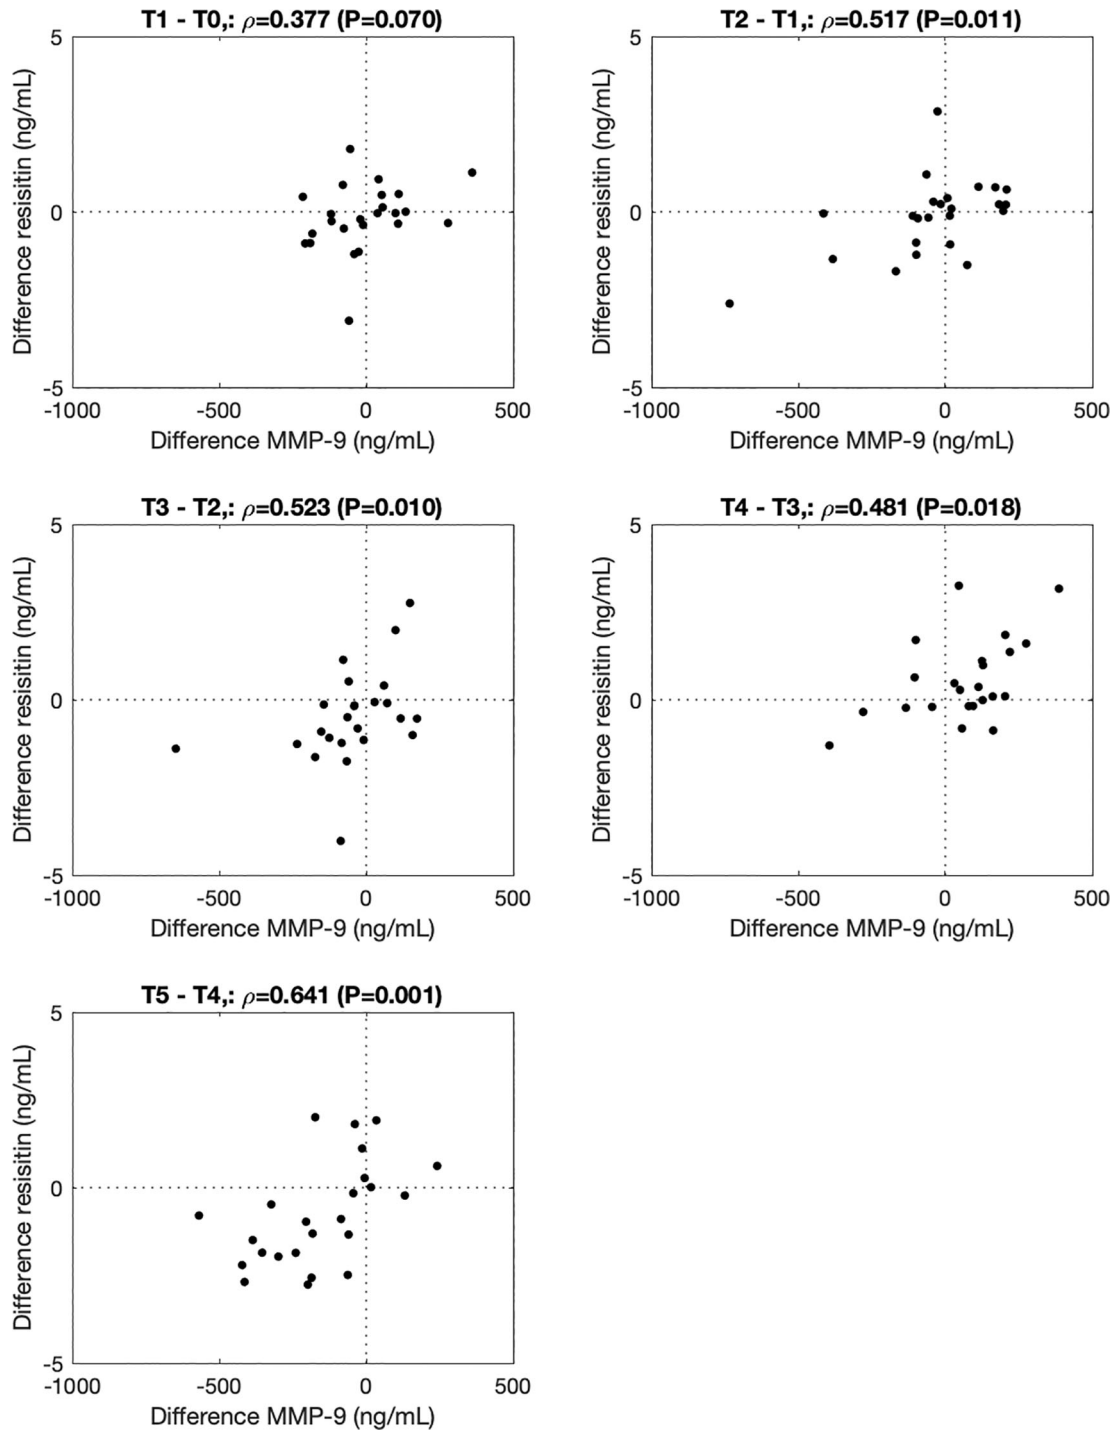 T1 - T0,: ρ=0.377 (P=0.070)
5
0
-5
Difference resisitin (ng/mL)
-1000 -500 0 500
Difference MMP-9 (ng/mL)
T2 - T1,: ρ=0.517 (P=0.011)
5
0
-5
Difference resisitin (ng/mL)
-1000 -500 0 500
Difference MMP-9 (ng/mL)
T3 - T2,: ρ=0.523 (P=0.010)
5
0
-5
Difference resisitin (ng/mL)
-1000 -500 0 500
Difference MMP-9 (ng/mL)
T4 - T3,: ρ=0.481 (P=0.018)
5
0
-5
Difference resisitin (ng/mL)
-1000 -500 0 500
Difference MMP-9 (ng/mL)
T5 - T4,: ρ=0.641 (P=0.001)
5
0
-5
Difference resisitin (ng/mL)
-1000 -500 0 500
Difference MMP-9 (ng/mL)